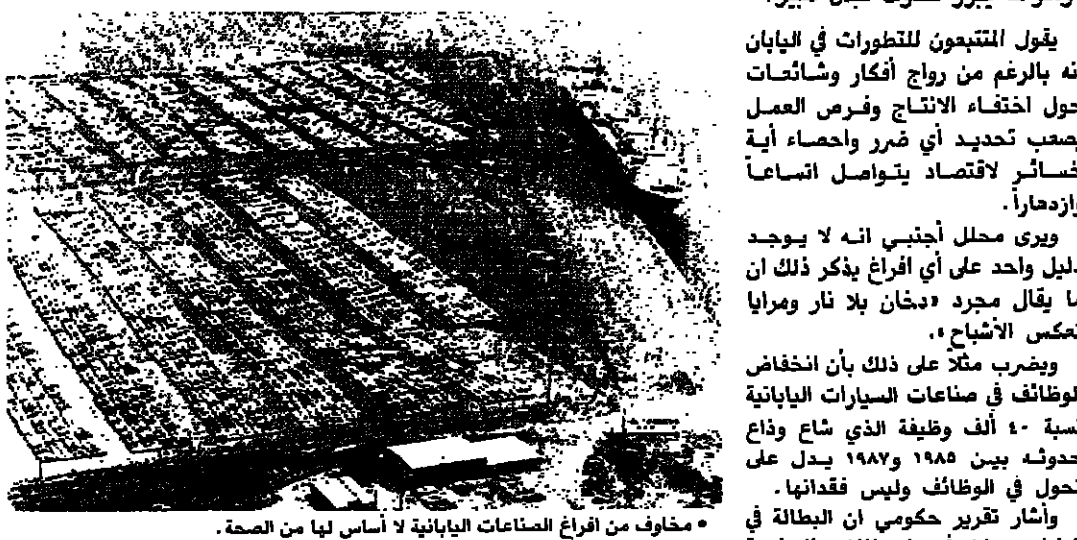 يقول المتتبعون للتطورات في اليابان
انه بالرغم من رواج أفكار وشائعات
حول اختفاء الانتاج وفرص العمل
يصعب تحديد أي ضرر واحصاء أية
خسائر لاقتصاد يتواصل اتساعاً
وازدهاراً.
ويرى محلل أجنبي انه لا يوجد
دليل واحد على أي افراغ يذكر ذلك ان
ما يقال مجرد «دخان بلا نار ومرايا
تعكس الأشباح».
ويضرب مثلاً على ذلك بأن انخفاض
الوظائف في صناعات السيارات اليابانية
بنسبة ٤٠ ألف وظيفة الذي شاع وذاع
حدوثه بين ١٩٨٥ و١٩٨٧ يدل على
تحول في الوظائف وليس فقدانها.
وأشار تقرير حكومي ان البطالة في
• مخاوف من افراغ الصناعات اليابانية لا أساس لها من الصحة.